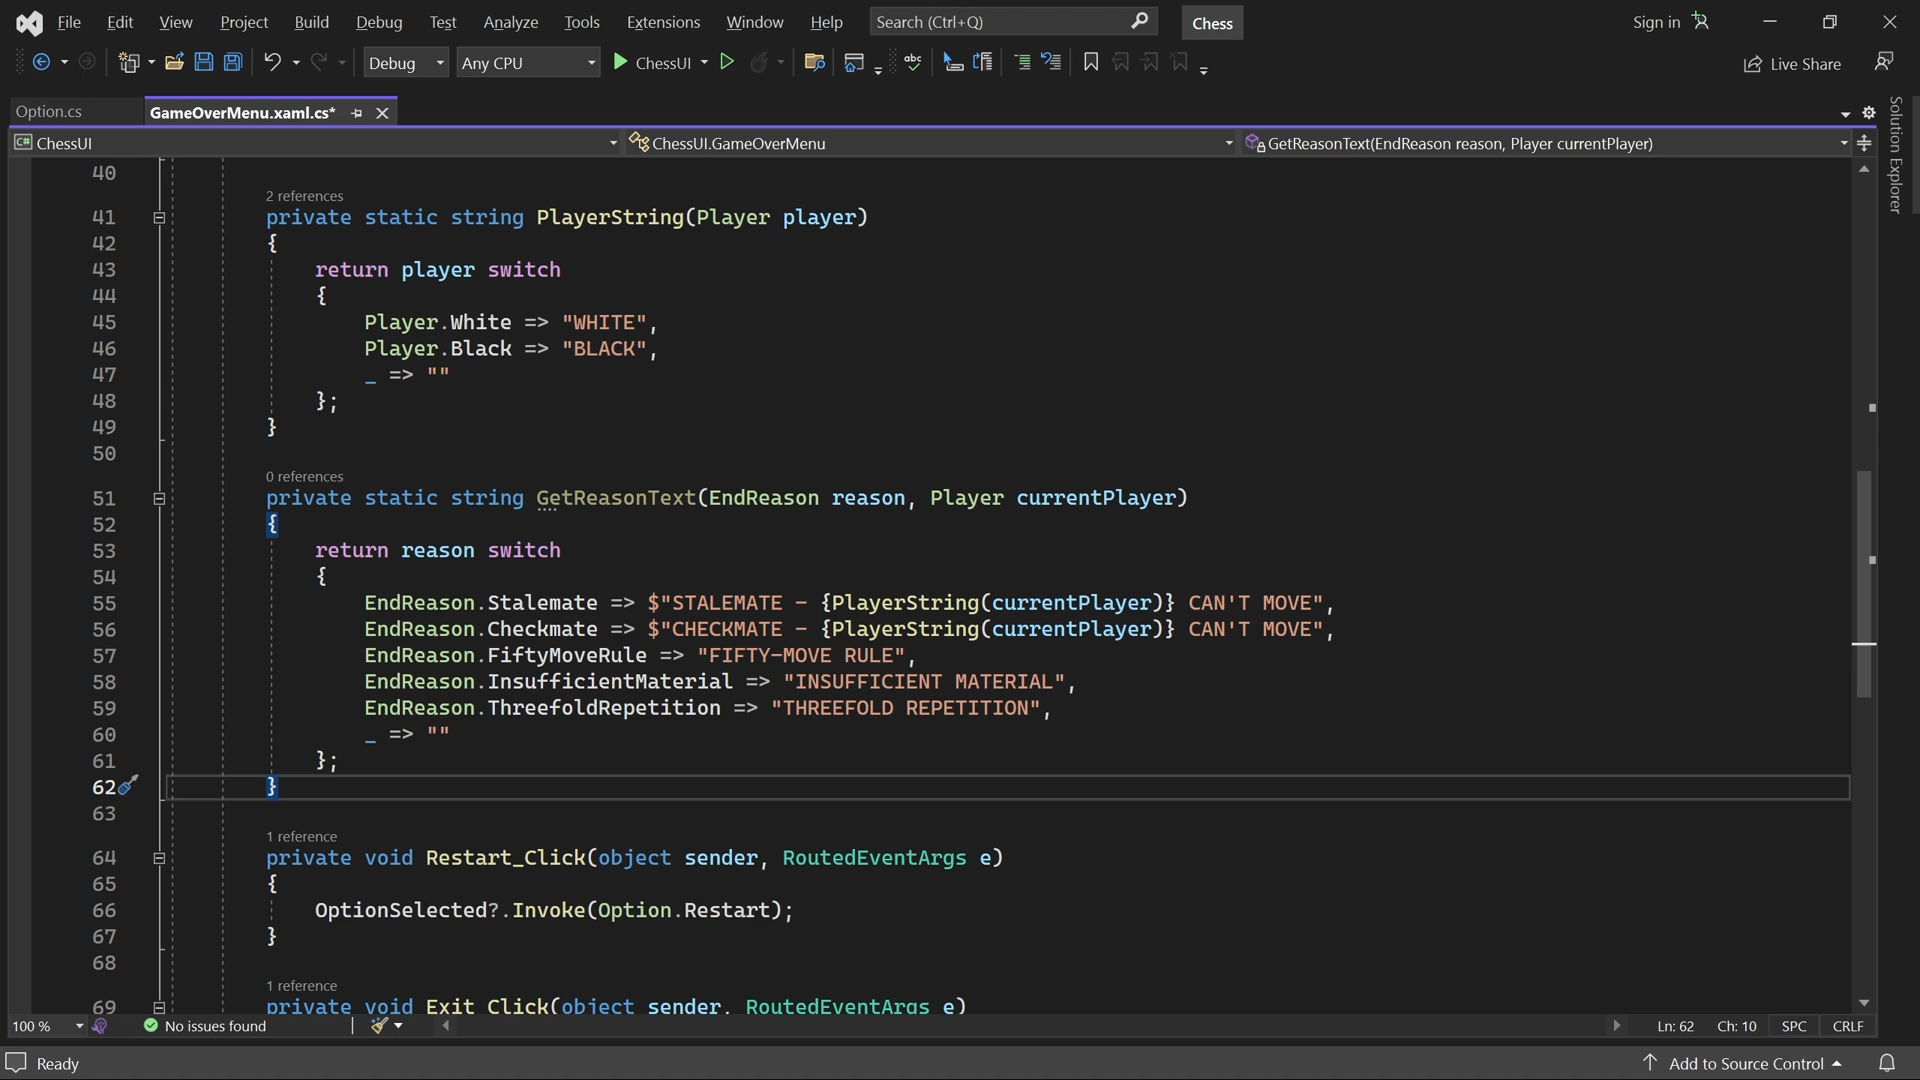 File Edit View Project Build Debug Test Analyze Tools Extensions Window Help Search (Ctrl+Q) Chess Sign in
Debug Any CPU ChessUI Live Share
Option.cs GameOverMenu.xaml.cs*
ChessUI ChessUI.GameOverMenu GetReasonText(EndReason reason, Player currentPlayer)
Solution Explorer
40
2 references
41 private static string PlayerString(Player player)
42 {
43 return player switch
44 {
45 Player.White => "WHITE",
46 Player.Black => "BLACK",
47 _ => ""
48 };
49 }
50
0 references
51 private static string GetReasonText(EndReason reason, Player currentPlayer)
52 {
53 return reason switch
54 {
55 EndReason.Stalemate => $"STALEMATE - {PlayerString(currentPlayer)} CAN'T MOVE",
56 EndReason.Checkmate => $"CHECKMATE - {PlayerString(currentPlayer)} CAN'T MOVE",
57 EndReason.FiftyMoveRule => "FIFTY-MOVE RULE",
58 EndReason.InsufficientMaterial => "INSUFFICIENT MATERIAL",
59 EndReason.ThreefoldRepetition => "THREEFOLD REPETITION",
60 _ => ""
61 };
62 }
63
1 reference
64 private void Restart_Click(object sender, RoutedEventArgs e)
65 {
66 OptionSelected?.Invoke(Option.Restart);
67 }
68
1 reference
69 private void Exit_Click(object sender, RoutedEventArgs e)
100 % No issues found Ln: 62 Ch: 10 SPC CRLF
Ready Add to Source Control